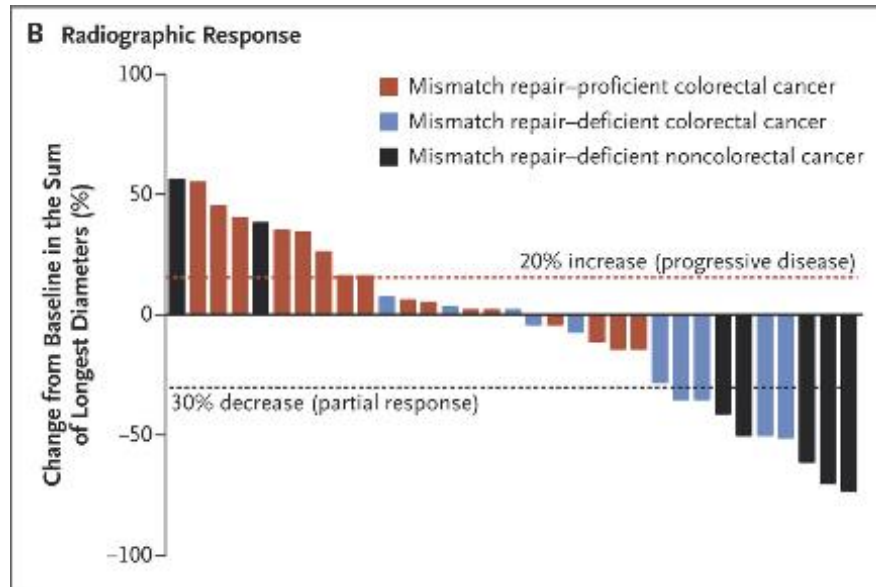 B Radiographic Response
100
50
0
−50
−100
Change from Baseline in the Sum
of Longest Diameters (%)
Mismatch repair–proficient colorectal cancer
Mismatch repair–deficient colorectal cancer
Mismatch repair–deficient noncolorectal cancer
20% increase (progressive disease)
30% decrease (partial response)